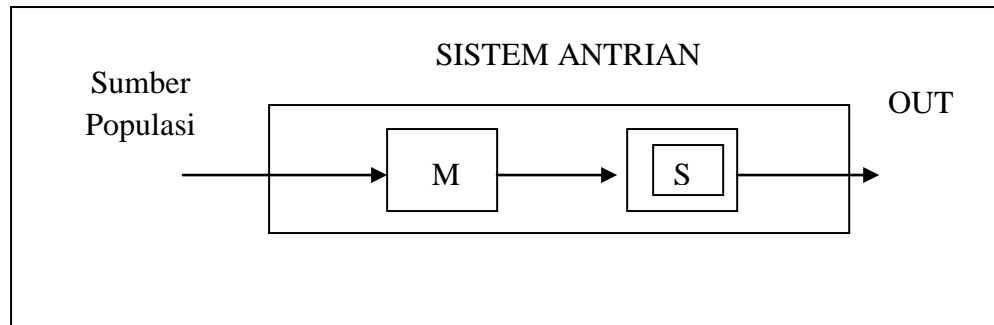 SISTEM ANTRIAN
Sumber
Populasi
OUT
M
S